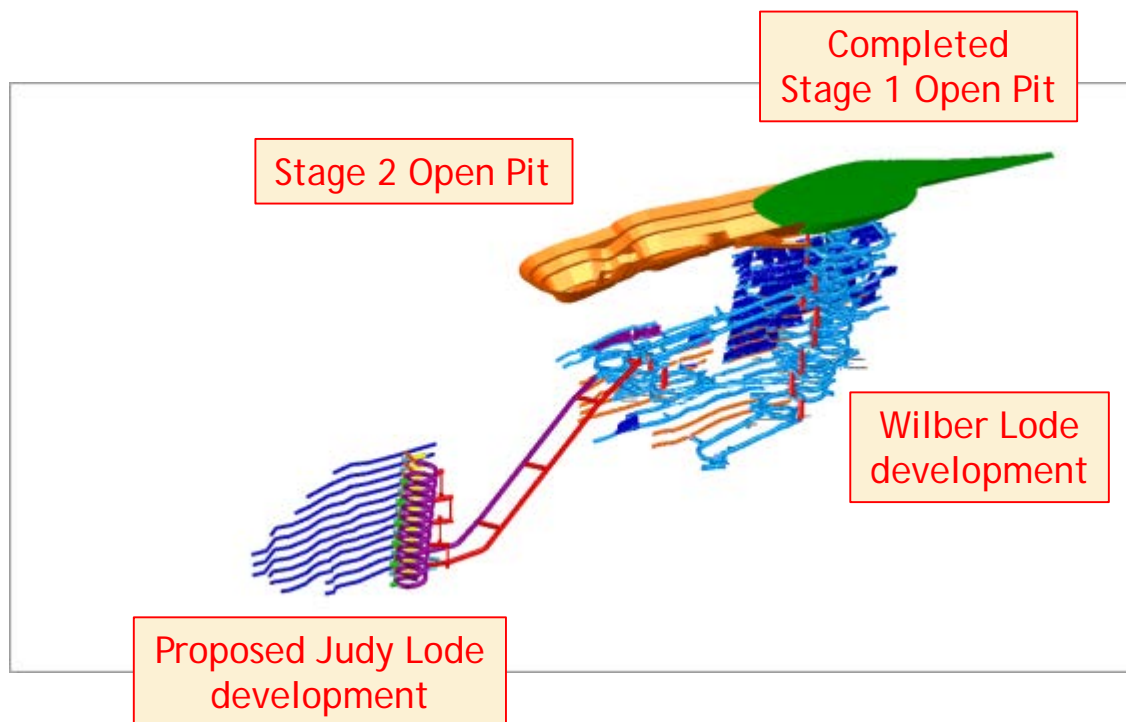 Completed
Stage 1 Open Pit
Stage 2 Open Pit
Wilber Lode
development
Proposed Judy Lode
development